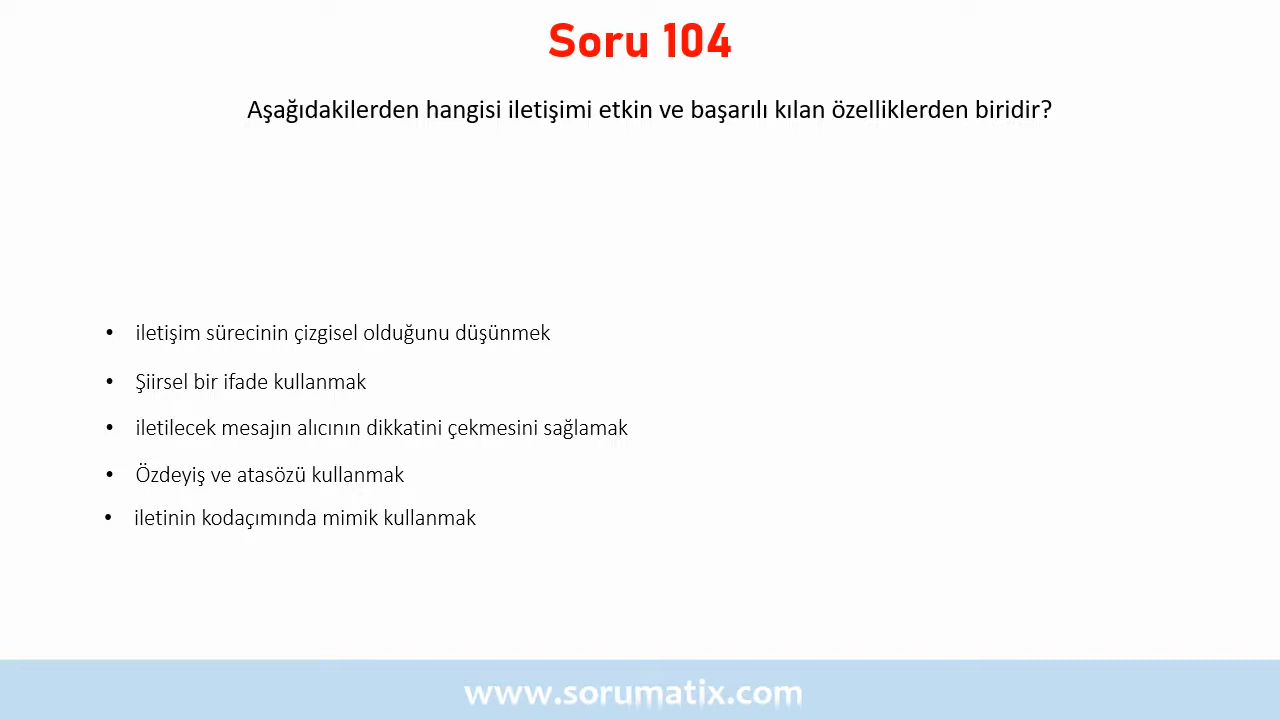 Soru 104
Aşağıdakilerden hangisi iletişimi etkin ve başarılı kılan özelliklerden biridir?
• iletişim sürecinin çizgisel olduğunu düşünmek
• Şiirsel bir ifade kullanmak
• iletilecek mesajın alıcının dikkatini çekmesini sağlamak
• Özdeyiş ve atasözü kullanmak
• iletinin kodaçımında mimik kullanmak
www.sorumatix.com